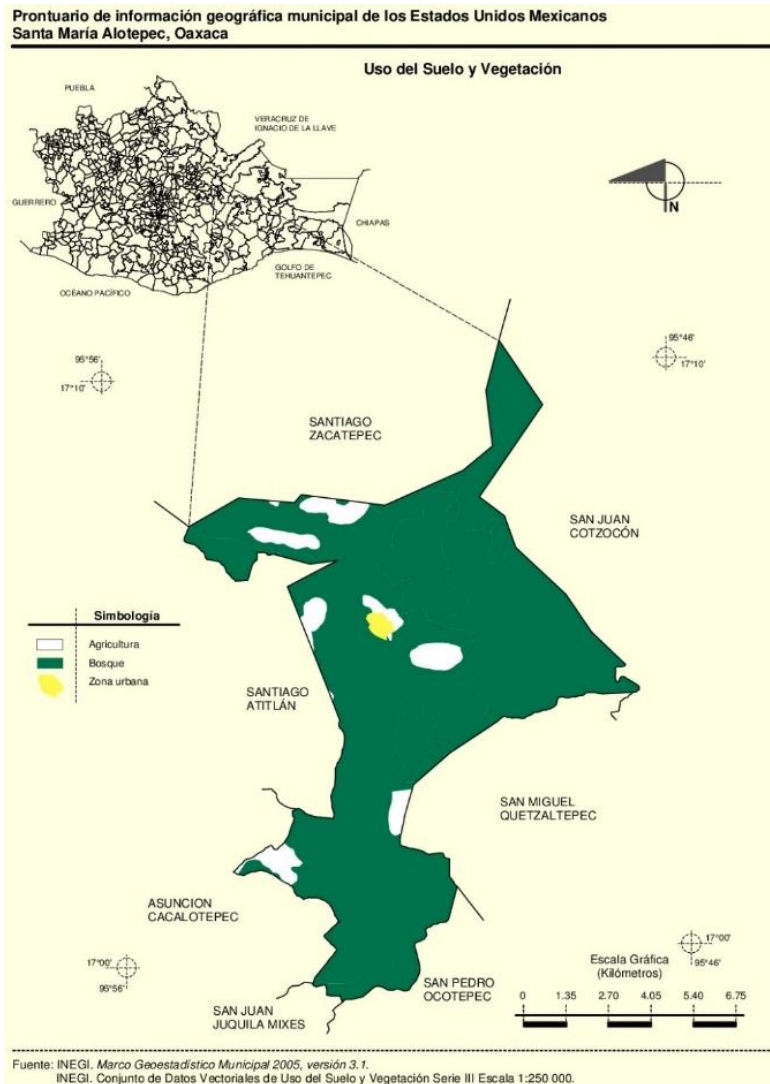 Prontuario de información geográfica municipal de los Estados Unidos Mexicanos
Santa María Alotepec, Oaxaca
Uso del Suelo y Vegetación
PUEBLA
VERACRUZ DE
IGNACIO DE LA LLAVE
GUERRERO
CHIAPAS
GOLFO DE
TEHUANTEPEC
OCÉANO PACÍFICO
N
95°56'
17°10'
95°46'
17°10'
SANTIAGO
ZACATEPEC
SAN JUAN
COTZOCÓN
Simbología
Agricultura
Bosque
Zona urbana
SANTIAGO
ATITLÁN
SAN MIGUEL
QUETZALTEPEC
ASUNCION
CACALOTEPEC
17°00'
95°56'
17°00'
95°46'
SAN PEDRO
OCOTEPEC
SAN JUAN
JUQUILA MIXES
Escala Gráfica
(Kilómetros)
0 1.35 2.70 4.05 5.40 6.75
Fuente: INEGI. Marco Geoestadístico Municipal 2005, versión 3.1.
INEGI. Conjunto de Datos Vectoriales de Uso del Suelo y Vegetación Serie III Escala 1:250 000.